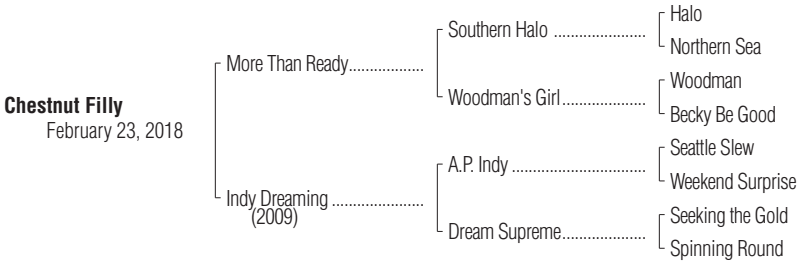 Chestnut Filly
February 23, 2018
More Than Ready..................
Indy Dreaming ......................
(2009)
Southern Halo ......................
Woodman's Girl....................
A.P. Indy ................................
Dream Supreme....................
Halo
Northern Sea
Woodman
Becky Be Good
Seattle Slew
Weekend Surprise
Seeking the Gold
Spinning Round